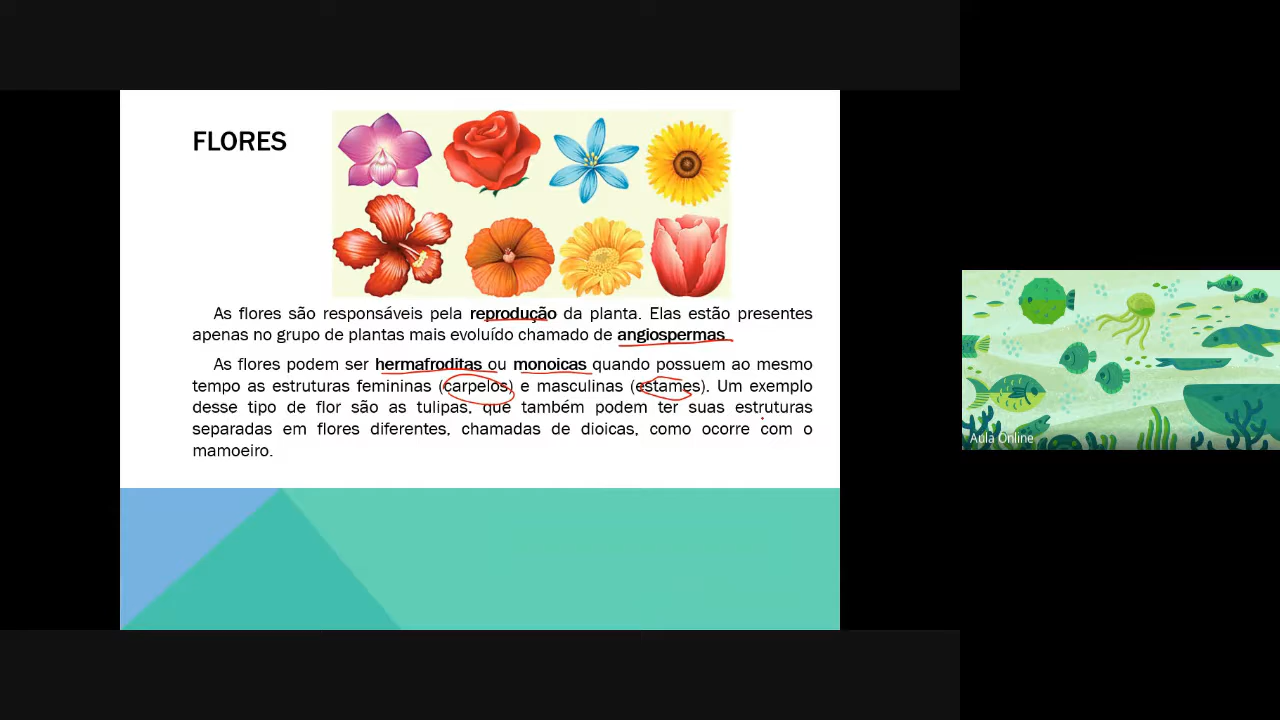 FLORES
As flores são responsáveis pela reprodução da planta. Elas estão presentes
apenas no grupo de plantas mais evoluído chamado de angiospermas
As flores podem ser hermafroditas ou monoicas quando possuem ao mesmo
tempo as estruturas femininas (carpelos) e masculinas (estames). Um exemplo
desse tipo de flor são as tulipas, que também podem ter suas estruturas
separadas em flores diferentes, chamadas de dioicas, como ocorre com o
mamoeiro.
Aula Online